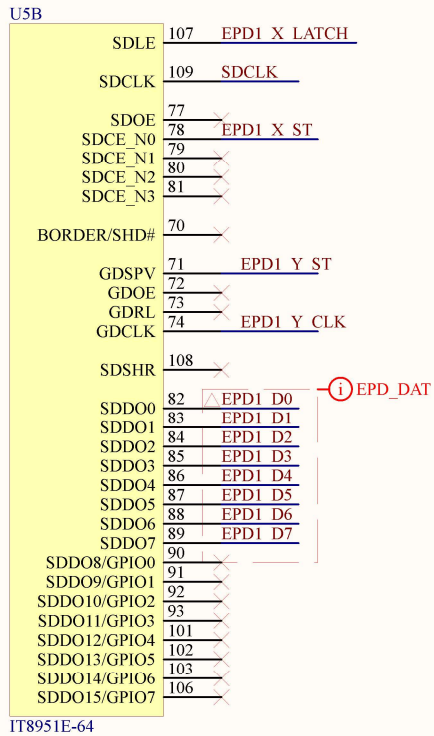 U5B
SDLE 107 EPD1_X_LATCH
SDCLK 109 SDCLK
SDOE 77
SDCE_N0 78 EPD1_X_ST
SDCE_N1 79
SDCE_N2 80
SDCE_N3 81
BORDER/SHD# 70
GDSPV 71 EPD1_Y_ST
GDOE 72
GDRL 73
GDCLK 74 EPD1_Y_CLK
SDSHR 108
i EPD_DAT
SDDO0 82 EPD1_D0
SDDO1 83 EPD1_D1
SDDO2 84 EPD1_D2
SDDO3 85 EPD1_D3
SDDO4 86 EPD1_D4
SDDO5 87 EPD1_D5
SDDO6 88 EPD1_D6
SDDO7 89 EPD1_D7
SDDO8/GPIO0 90
SDDO9/GPIO1 91
SDDO10/GPIO2 92
SDDO11/GPIO3 93
SDDO12/GPIO4 101
SDDO13/GPIO5 102
SDDO14/GPIO6 103
SDDO15/GPIO7 106
IT8951E-64